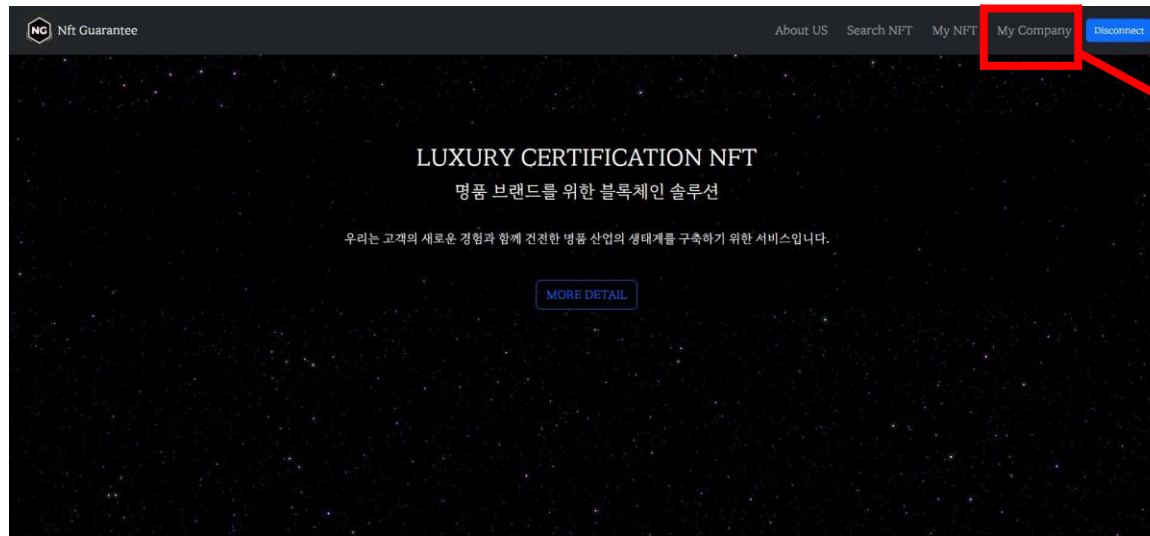 NG Nft Guarantee
About US Search NFT My NFT My Company Disconnect
LUXURY CERTIFICATION NFT
명품 브랜드를 위한 블록체인 솔루션
우리는 고객의 새로운 경험과 함께 건전한 명품 산업의 생태계를 구축하기 위한 서비스입니다.
MORE DETAIL